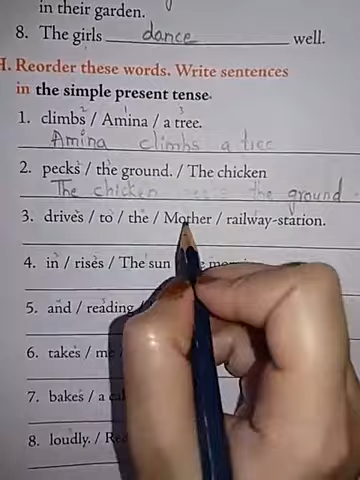 in their garden.
8. The girls dance well.
H. Reorder these words. Write sentences
in the simple present tense.
1. climbs / Amina / a tree.
Amina climbs a tree
2. pecks / the ground. / The chicken
The chicken the ground.
3. drives / to / the / Mother / railway-station.
4. in / rises / The sun
5. and / reading
6. takes / me
7. bakes / a
8. loudly. /